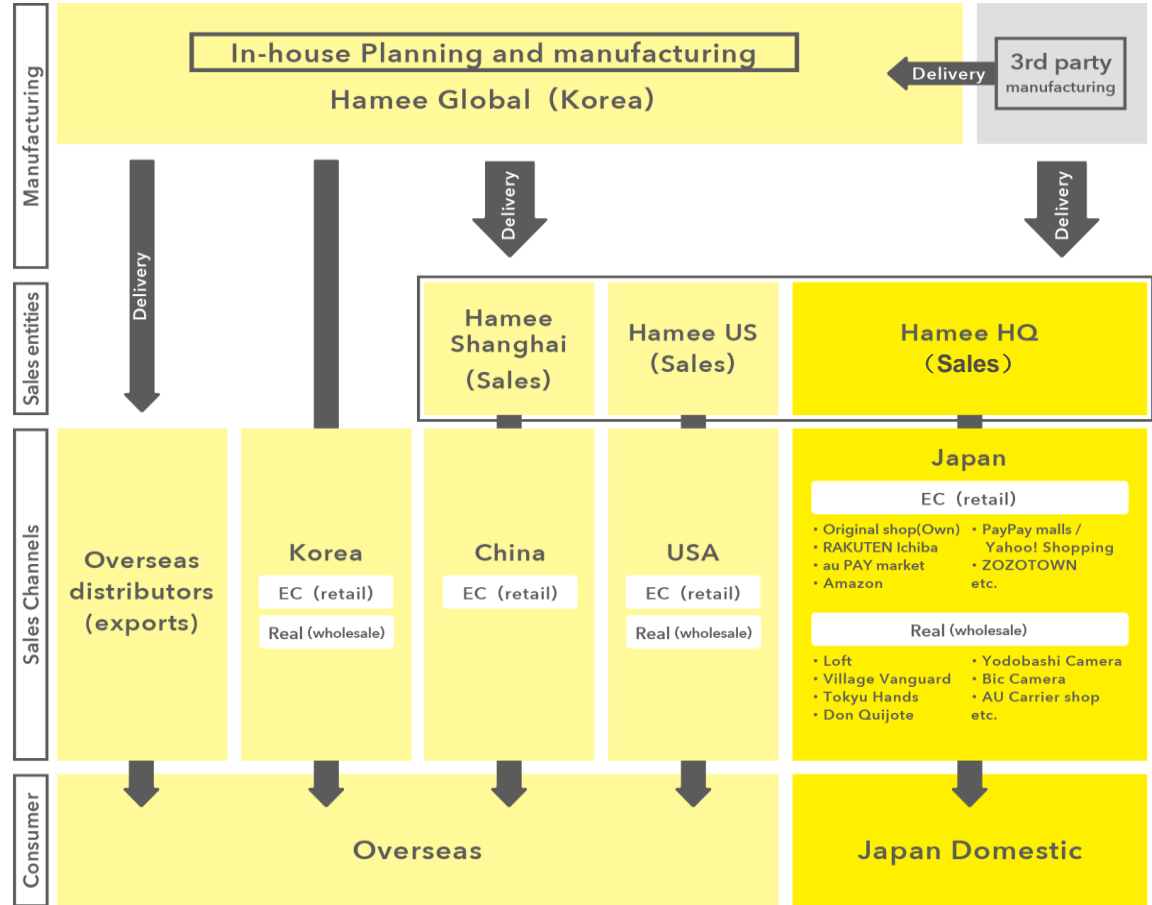 Manufacturing
In-house Planning and manufacturing
Hamee Global（Korea）
Delivery
3rd party
manufacturing
Delivery
Delivery
Delivery
Sales entities
Hamee
Shanghai
（Sales）
Hamee US
（Sales）
Hamee HQ
（Sales）
Sales Channels
Overseas
distributors
(exports)
Korea
EC（retail）
Real（wholesale）
China
EC（retail）
USA
EC（retail）
Real（wholesale）
Japan
EC（retail）
・Original shop(Own)
・RAKUTEN Ichiba
・au PAY market
・Amazon
・PayPay malls /
Yahoo! Shopping
・ZOZOTOWN
etc.
Real（wholesale）
・Loft
・Village Vanguard
・Tokyu Hands
・Don Quijote
・Yodobashi Camera
・Bic Camera
・AU Carrier shop
etc.
Consumer
Overseas
Japan Domestic